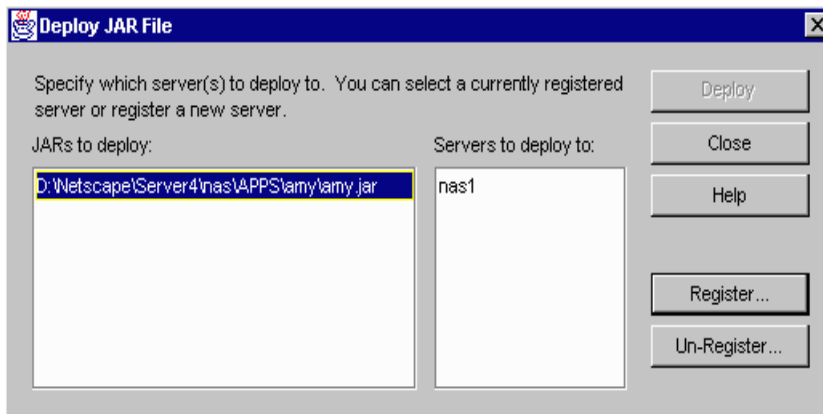 Deploy JAR File
Specify which server(s) to deploy to. You can select a currently registered
server or register a new server.
JARs to deploy:
Servers to deploy to:
D:\Netscape\Server4\nas\APPS\amy\amy.jar
nas1
Deploy
Close
Help
Register...
Un-Register...